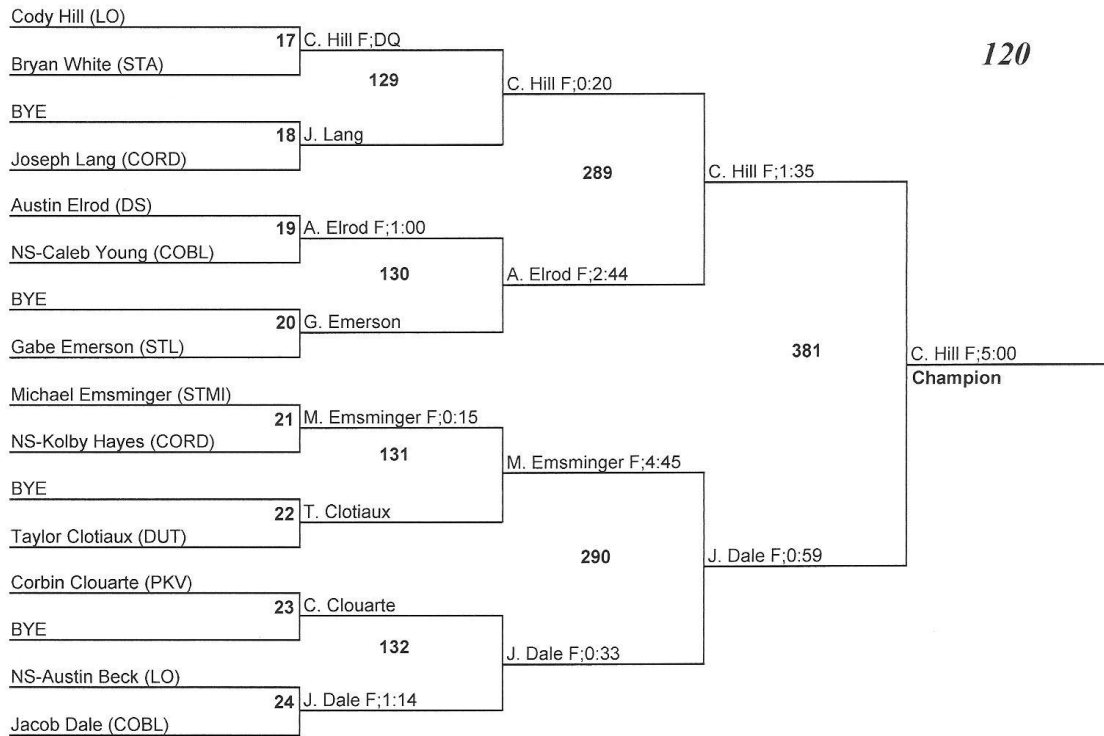 120
Cody Hill (LO)
17 C. Hill F;DQ
Bryan White (STA)
129
C. Hill F;0:20
BYE
18 J. Lang
Joseph Lang (CORD)
289
C. Hill F;1:35
Austin Elrod (DS)
19 A. Elrod F;1:00
NS-Caleb Young (COBL)
130
A. Elrod F;2:44
BYE
20 G. Emerson
Gabe Emerson (STL)
381
C. Hill F;5:00
Champion
Michael Emsminger (STMI)
21 M. Emsminger F;0:15
NS-Kolby Hayes (CORD)
131
M. Emsminger F;4:45
BYE
22 T. Clotiaux
Taylor Clotiaux (DUT)
290
J. Dale F;0:59
Corbin Clouarte (PKV)
23 C. Clouarte
BYE
132
J. Dale F;0:33
NS-Austin Beck (LO)
24 J. Dale F;1:14
Jacob Dale (COBL)